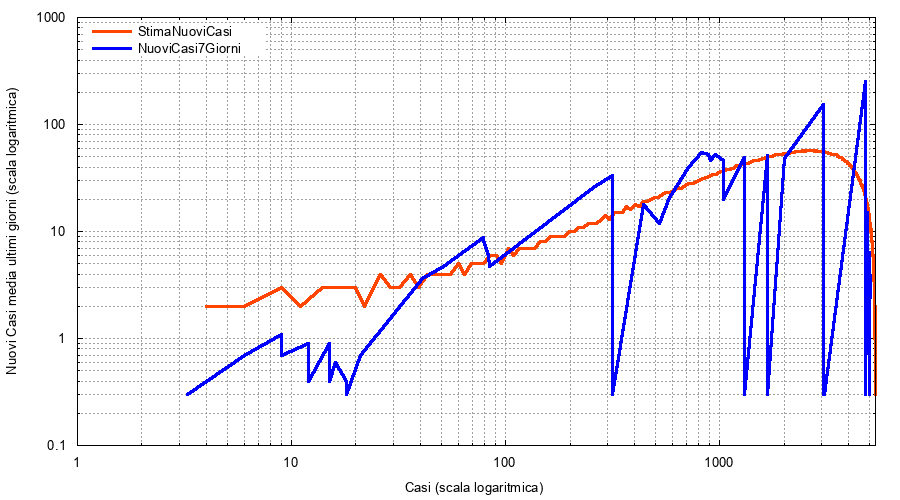 1000
StimaNuoviCasi
NuoviCasi7Giorni
100
10
1
0.1
1
10
100
1000
Nuovi Casi media ultimi giorni (scala logaritmica)
Casi (scala logaritmica)